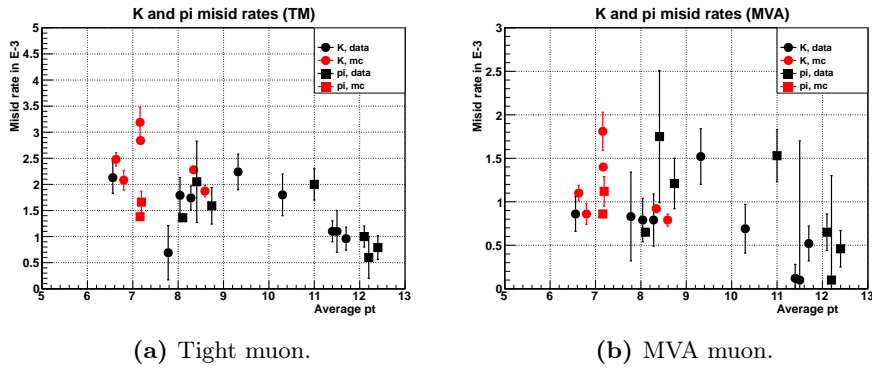 K and pi misid rates (TM)
Misid rate in E-3
5
4.5
4
3.5
3
2.5
2
1.5
1
0.5
0
K, data
K, mc
pi, data
pi, mc
5 6 7 8 9 10 11 12 13
Average pt
(a) Tight muon.
K and pi misid rates (MVA)
Misid rate in E-3
3
2.5
2
1.5
1
0.5
0
K, data
K, mc
pi, data
pi, mc
5 6 7 8 9 10 11 12 13
Average pt
(b) MVA muon.